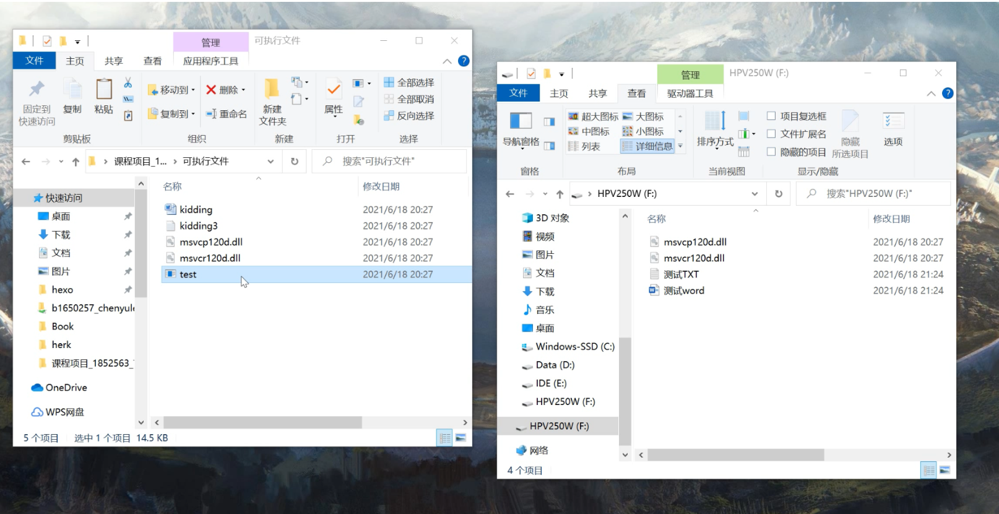 管理
可执行文件
文件
主页
共享
查看
应用程序工具
固定到
快速访问
复制
粘贴
剪贴板
移动到
复制到
删除
重命名
组织
新建
文件夹
新建
属性
打开
全部选择
全部取消
反向选择
选择
课程项目_1... › 可执行文件
搜索"可执行文件"
快速访问
桌面
下载
文档
图片
hexo
b1650257_chenyule
Book
herk
课程项目_1852563_
OneDrive
WPS网盘
名称 修改日期
kidding 2021/6/18 20:27
kidding3 2021/6/18 20:27
msvcp120d.dll 2021/6/18 20:27
msvcr120d.dll 2021/6/18 20:27
test 2021/6/18 20:27
5 个项目 选中 1 个项目 14.5 KB
管理
HPV250W (F:)
文件
主页
共享
查看
驱动器工具
导航窗格
窗格
超大图标 大图标
中图标 小图标
列表 详细信息
布局
排序方式
当前视图
项目复选框
文件扩展名
隐藏的项目
隐藏
所选项目
显示/隐藏
选项
HPV250W (F:)
搜索"HPV250W (F:)"
3D 对象
视频
图片
文档
下载
音乐
桌面
Windows-SSD (C:)
Data (D:)
IDE (E:)
HPV250W (F:)
HPV250W (F:)
网络
名称 修改日期
msvcp120d.dll 2021/6/18 20:27
msvcr120d.dll 2021/6/18 20:27
测试TXT 2021/6/18 21:24
测试word 2021/6/18 21:24
4 个项目